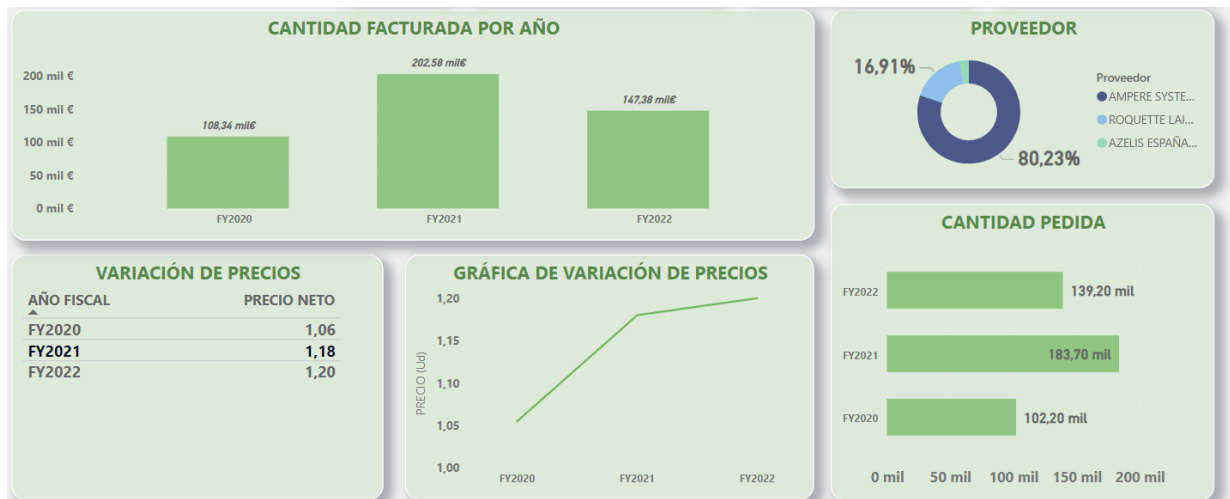 CANTIDAD FACTURADA POR AÑO
200 mil €
150 mil €
100 mil €
50 mil €
0 mil €
108,34 mil€
202,58 mil€
147,38 mil€
FY2020
FY2021
FY2022
PROVEEDOR
16,91%
80,23%
Proveedor
AMPERE SYSTE...
ROQUETTE LAI...
AZELIS ESPAÑA...
VARIACIÓN DE PRECIOS
AÑO FISCAL PRECIO NETO
FY2020 1,06
FY2021 1,18
FY2022 1,20
GRÁFICA DE VARIACIÓN DE PRECIOS
PRECIO (Ud)
1,20
1,15
1,10
1,05
1,00
FY2020
FY2021
FY2022
CANTIDAD PEDIDA
FY2022 139,20 mil
FY2021 183,70 mil
FY2020 102,20 mil
0 mil 50 mil 100 mil 150 mil 200 mil